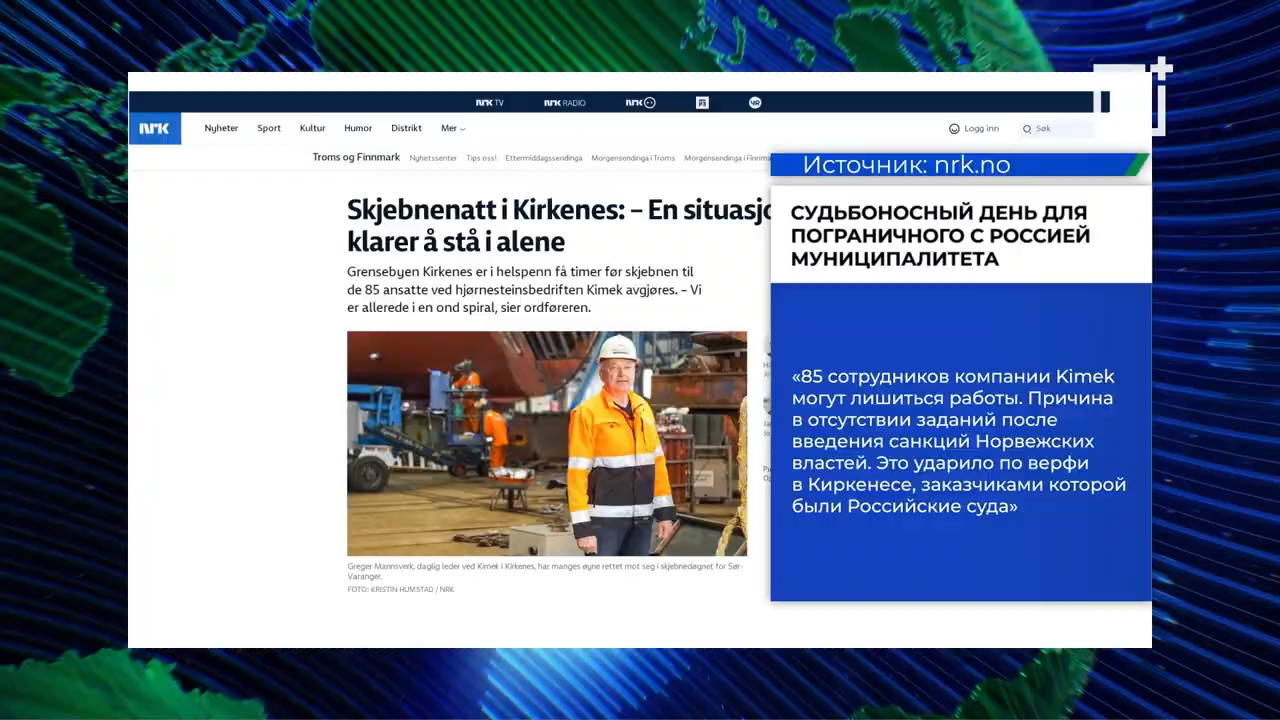 NRK TV NRK RADIO NRK P3 YR
NRK Nyheter Sport Kultur Humor Distrikt Mer Logg inn Søk
Troms og Finnmark Nyhetssenter Tips oss! Ettermiddagssendinga Morgensendinga i Troms Morgensendinga i Finnma
Источник: nrk.no
Skjebnenatt i Kirkenes: – En situasjo
klarer å stå i alene
Grensebyen Kirkenes er i helspenn få timer før skjebnen til
de 85 ansatte ved hjørnesteinsbedriften Kimek avgjøres. – Vi
er allerede i en ond spiral, sier ordføreren.
Greger Mannsverk, daglig leder ved Kimek i Kirkenes, har manges øyne rettet mot seg i skjebnedøgnet for Sør-
Varanger.
FOTO: KRISTIN HUMSTAD / NRK
СУДЬБОНОСНЫЙ ДЕНЬ ДЛЯ
ПОГРАНИЧНОГО С РОССИЕЙ
МУНИЦИПАЛИТЕТА
«85 сотрудников компании Kimek
могут лишиться работы. Причина
в отсутствии заданий после
введения санкций Норвежских
властей. Это ударило по верфи
в Киркенесе, заказчиками которой
были Российские суда»